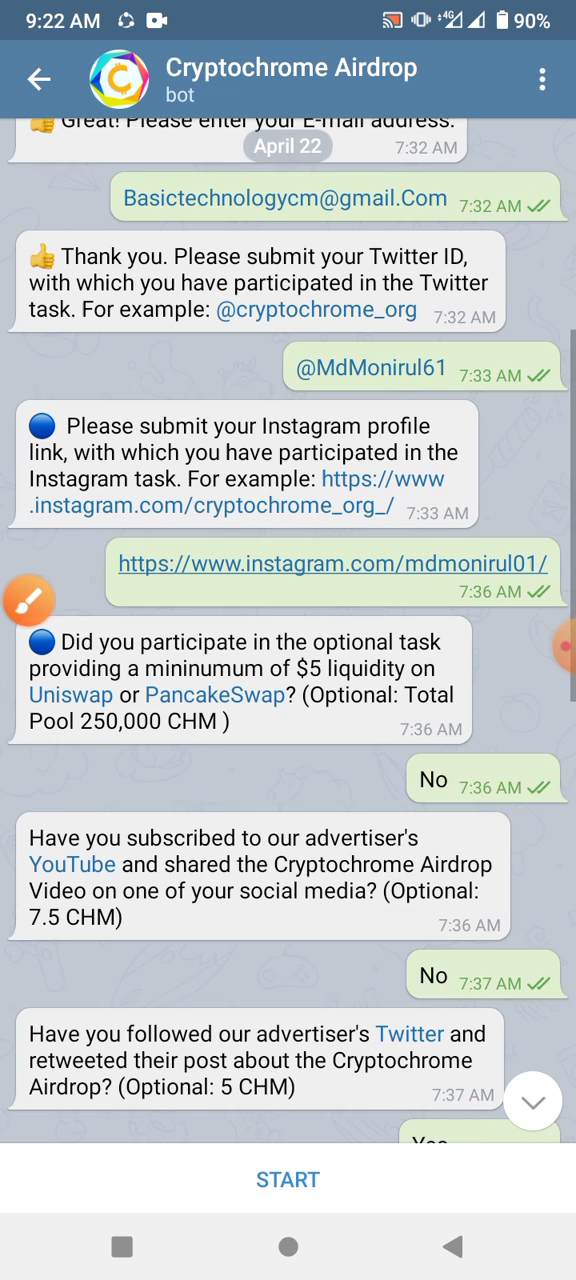 9:22 AM 4G 90%
Cryptochrome Airdrop
bot
👍 Great! Please enter your E-mail address.
7:32 AM
April 22
Basictechnologycm@gmail.Com 7:32 AM
👍 Thank you. Please submit your Twitter ID,
with which you have participated in the Twitter
task. For example: @cryptochrome_org 7:32 AM
@MdMonirul61 7:33 AM
🔵 Please submit your Instagram profile
link, with which you have participated in the
Instagram task. For example: https://www
.instagram.com/cryptochrome_org_/ 7:33 AM
https://www.instagram.com/mdmonirul01/
7:36 AM
🔵 Did you participate in the optional task
providing a mininumum of $5 liquidity on
Uniswap or PancakeSwap? (Optional: Total
Pool 250,000 CHM ) 7:36 AM
No 7:36 AM
Have you subscribed to our advertiser's
YouTube and shared the Cryptochrome Airdrop
Video on one of your social media? (Optional:
7.5 CHM) 7:36 AM
No 7:37 AM
Have you followed our advertiser's Twitter and
retweeted their post about the Cryptochrome
Airdrop? (Optional: 5 CHM) 7:37 AM
Yes
START